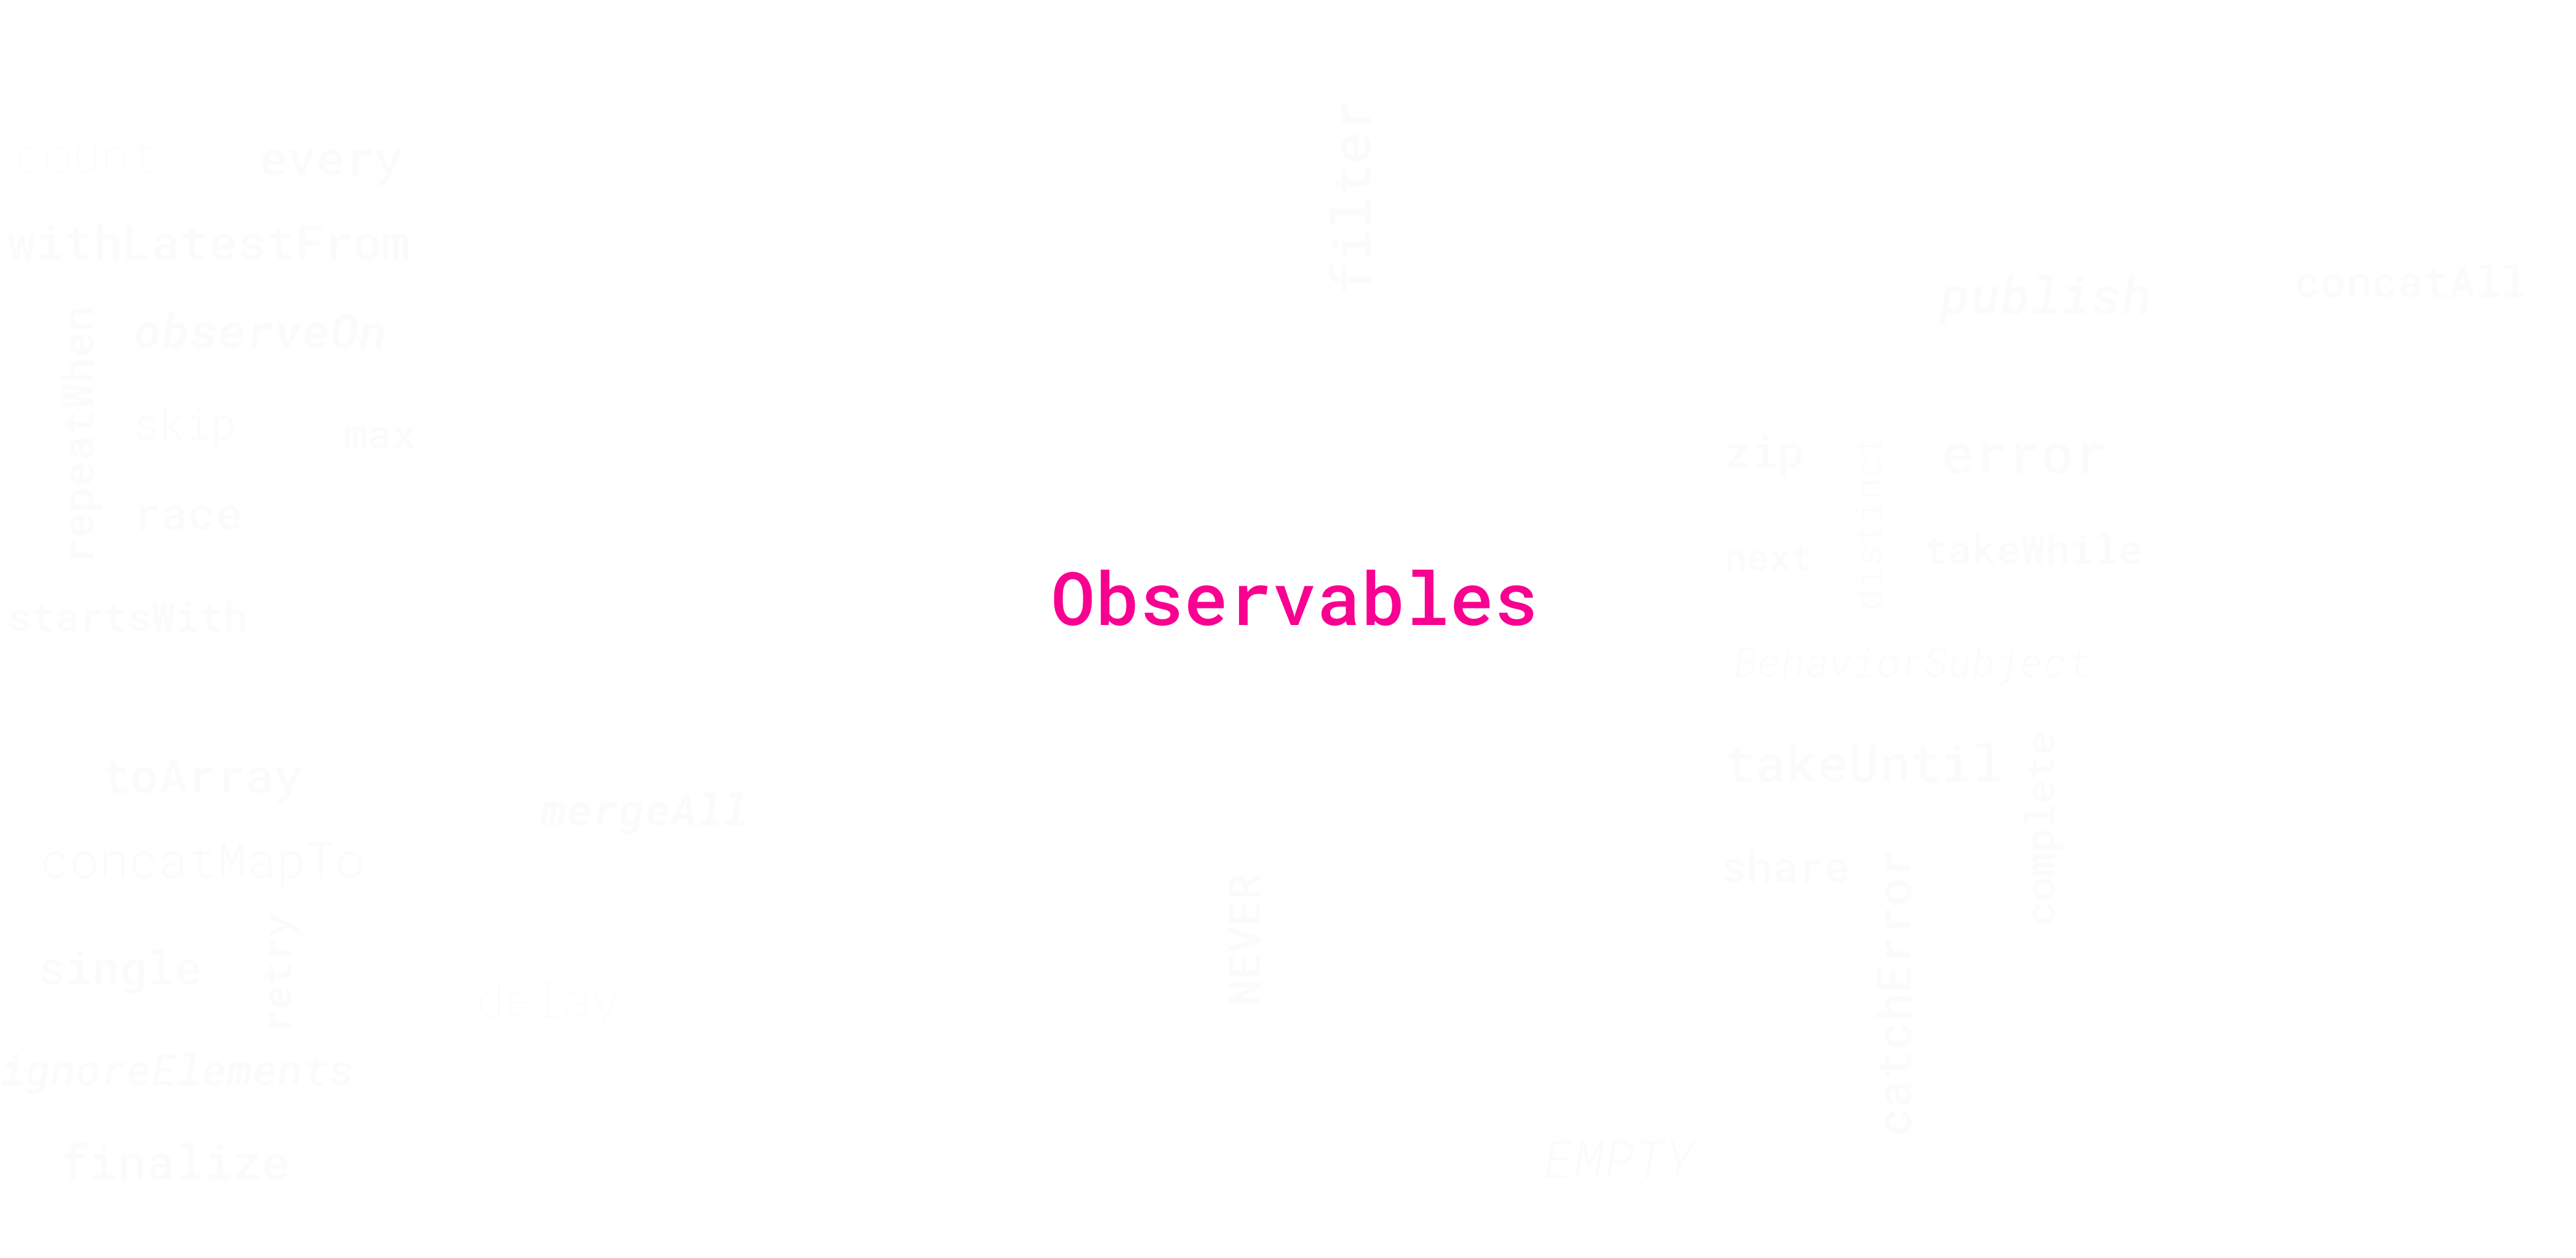 filter
count
every
withLatestFrom
publish
concatAll
observeOn
repeatWhen
skip
max
zip
distinct
error
race
next
takeWhile
Observables
startsWith
BehaviorSubject
toArray
takeUntil
complete
mergeAll
concatMapTo
share
catchError
NEVER
single
retry
delay
ignoreElements
finalize
EMPTY